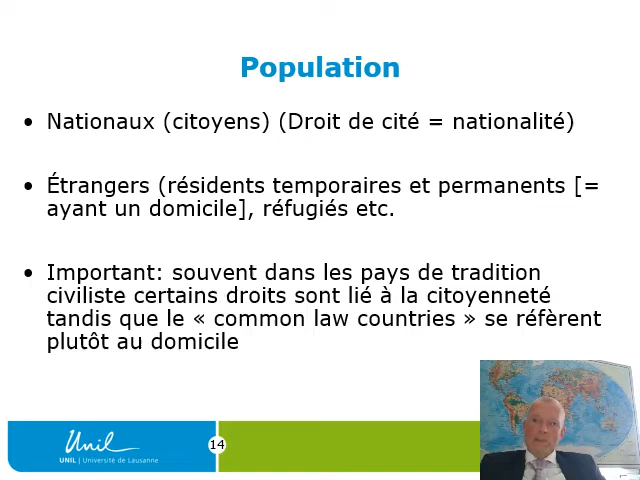 Population
• Nationaux (citoyens) (Droit de cité = nationalité)
• Étrangers (résidents temporaires et permanents [=
ayant un domicile], réfugiés etc.
• Important: souvent dans les pays de tradition
civiliste certains droits sont lié à la citoyenneté
tandis que le « common law countries » se réfèrent
plutôt au domicile
Unil
UNIL | Université de Lausanne
14